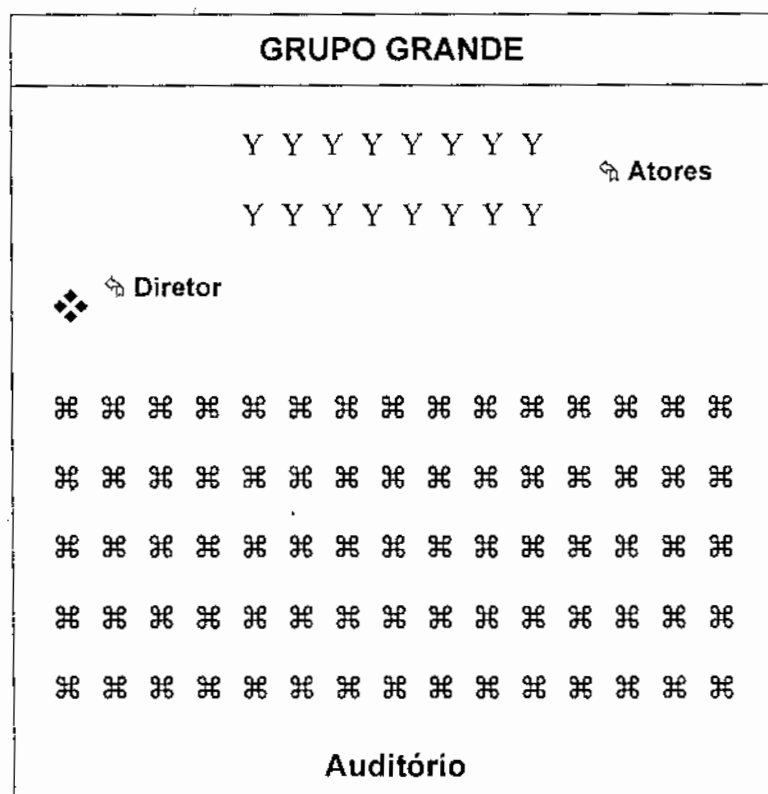 GRUPO GRANDE
Y Y Y Y Y Y Y Y
Atores
Y Y Y Y Y Y Y Y
Diretor
⌘ ⌘ ⌘ ⌘ ⌘ ⌘ ⌘ ⌘ ⌘ ⌘ ⌘ ⌘ ⌘ ⌘ ⌘
⌘ ⌘ ⌘ ⌘ ⌘ ⌘ ⌘ ⌘ ⌘ ⌘ ⌘ ⌘ ⌘ ⌘ ⌘
⌘ ⌘ ⌘ ⌘ ⌘ ⌘ ⌘ ⌘ ⌘ ⌘ ⌘ ⌘ ⌘ ⌘ ⌘
⌘ ⌘ ⌘ ⌘ ⌘ ⌘ ⌘ ⌘ ⌘ ⌘ ⌘ ⌘ ⌘ ⌘ ⌘
⌘ ⌘ ⌘ ⌘ ⌘ ⌘ ⌘ ⌘ ⌘ ⌘ ⌘ ⌘ ⌘ ⌘ ⌘
Auditório